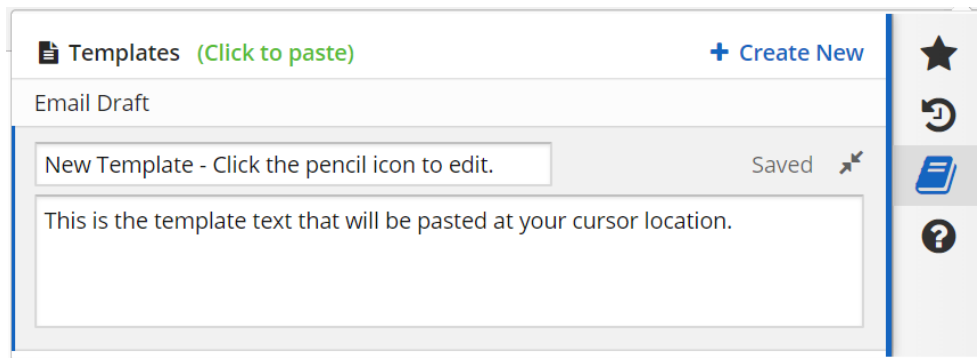 Templates (Click to paste) + Create New
Email Draft
New Template - Click the pencil icon to edit. Saved
This is the template text that will be pasted at your cursor location.